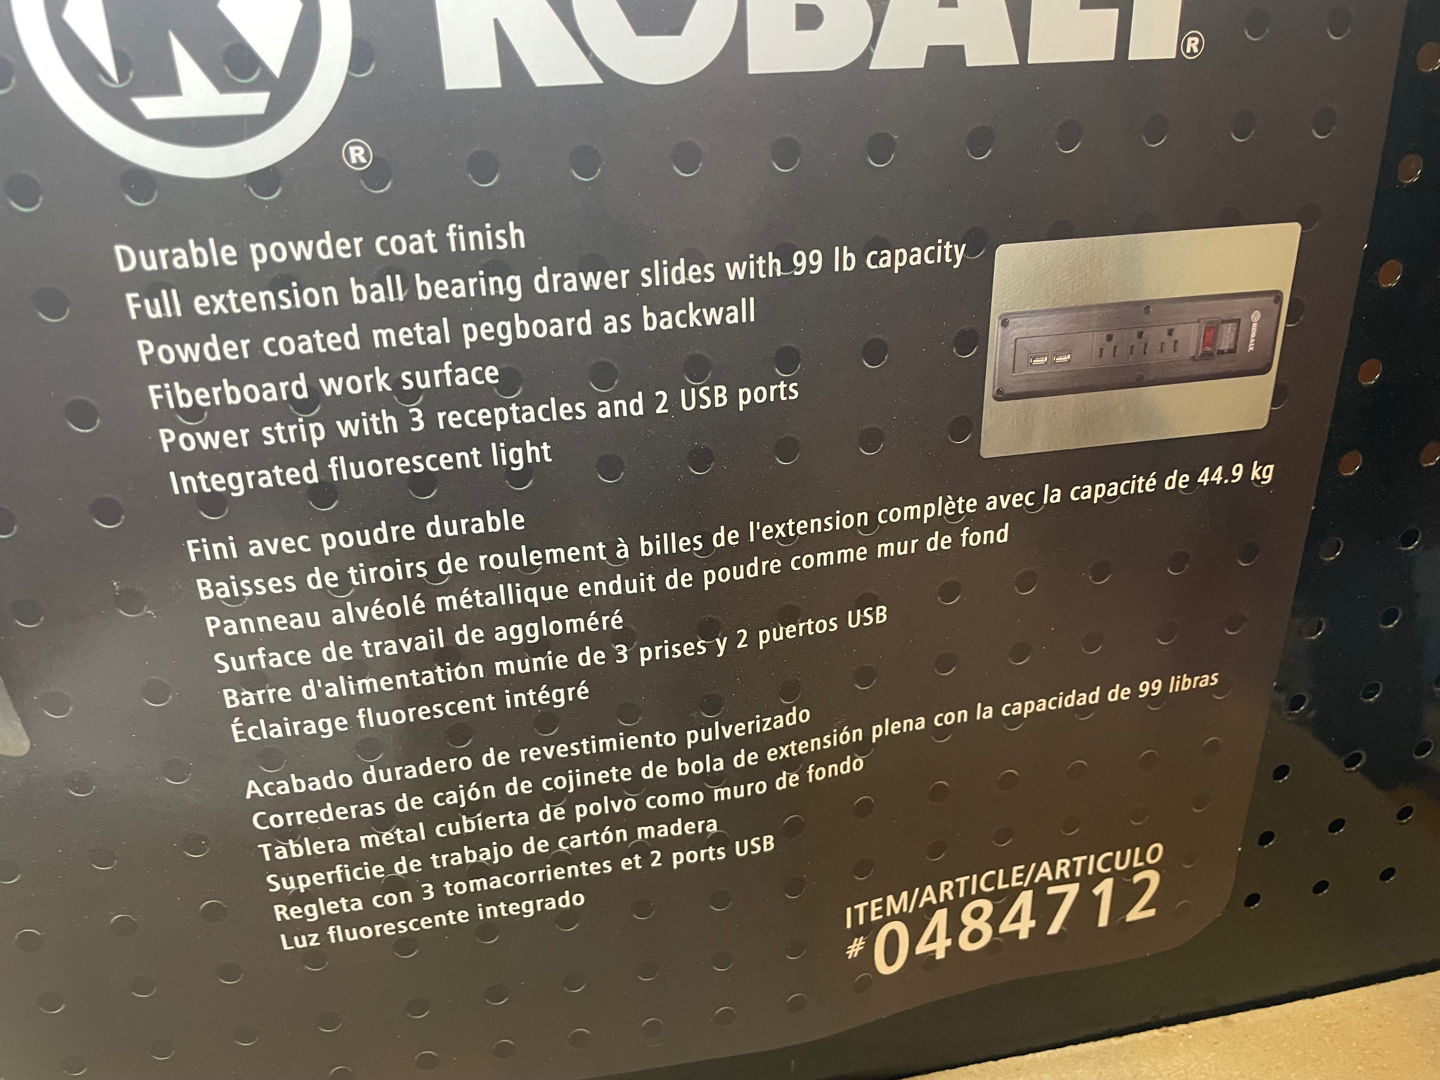 KOBALT®
®
Durable powder coat finish
Full extension ball bearing drawer slides with 99 lb capacity
Powder coated metal pegboard as backwall
Fiberboard work surface
Power strip with 3 receptacles and 2 USB ports
Integrated fluorescent light
KOBALT
Fini avec poudre durable
Baisses de tiroirs de roulement à billes de l'extension complète avec la capacité de 44.9 kg
Panneau alvéolé métallique enduit de poudre comme mur de fond
Surface de travail de aggloméré
Barre d'alimentation munie de 3 prises y 2 puertos USB
Éclairage fluorescent intégré
Acabado duradero de revestimiento pulverizado
Correderas de cajón de cojinete de bola de extensión plena con la capacidad de 99 libras
Tablera metal cubierta de polvo como muro de fondo
Superficie de trabajo de cartón madera
Regleta con 3 tomacorrientes et 2 ports USB
Luz fluorescente integrado
ITEM/ARTICLE/ARTICULO
#0484712